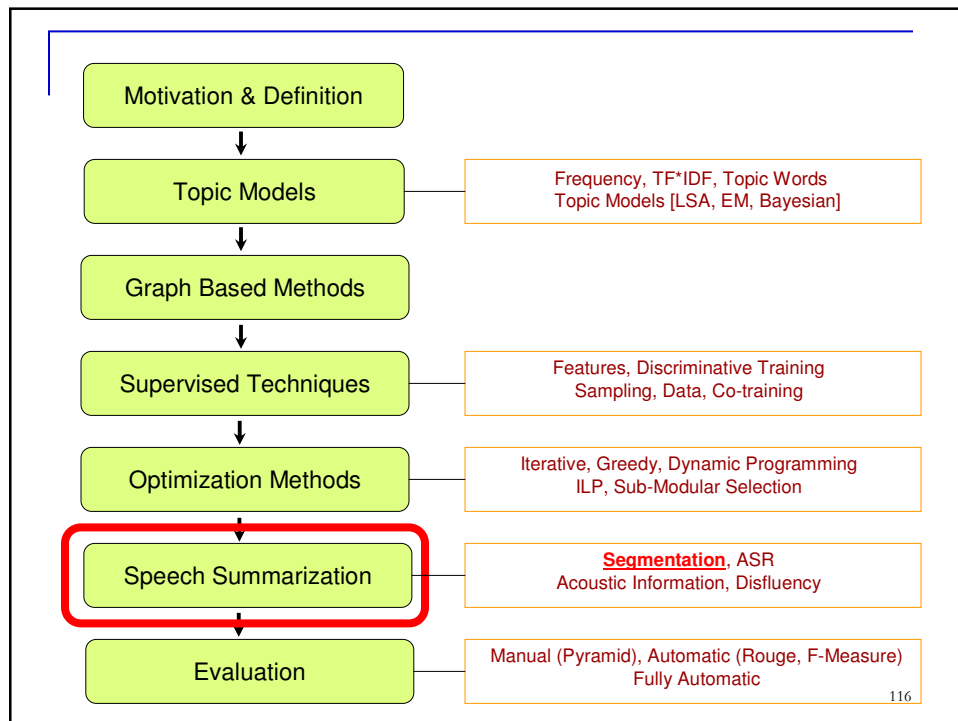 Motivation & Definition
Topic Models
Frequency, TF*IDF, Topic Words
Topic Models [LSA, EM, Bayesian]
Graph Based Methods
Supervised Techniques
Features, Discriminative Training
Sampling, Data, Co-training
Optimization Methods
Iterative, Greedy, Dynamic Programming
ILP, Sub-Modular Selection
Speech Summarization
Segmentation, ASR
Acoustic Information, Disfluency
Evaluation
Manual (Pyramid), Automatic (Rouge, F-Measure)
Fully Automatic
116